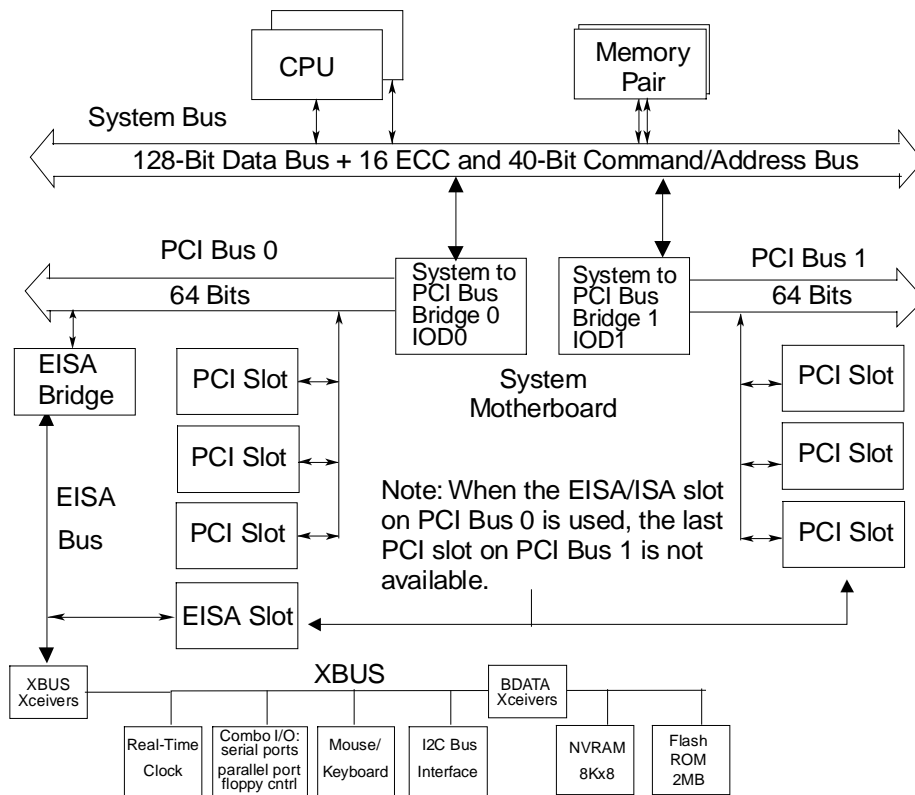 CPU
Memory
Pair
System Bus
128-Bit Data Bus + 16 ECC and 40-Bit Command/Address Bus
PCI Bus 0
64 Bits
System to
PCI Bus
Bridge 0
IOD0
System to
PCI Bus
Bridge 1
IOD1
PCI Bus 1
64 Bits
EISA
Bridge
PCI Slot
PCI Slot
PCI Slot
System
Motherboard
PCI Slot
PCI Slot
PCI Slot
EISA
Bus
Note: When the EISA/ISA slot
on PCI Bus 0 is used, the last
PCI slot on PCI Bus 1 is not
available.
EISA Slot
XBUS
XBUS
Xceivers
BDATA
Xceivers
Real-Time
Clock
Combo I/O:
serial ports
parallel port
floppy cntrl
Mouse/
Keyboard
I2C Bus
Interface
NVRAM
8Kx8
Flash
ROM
2MB